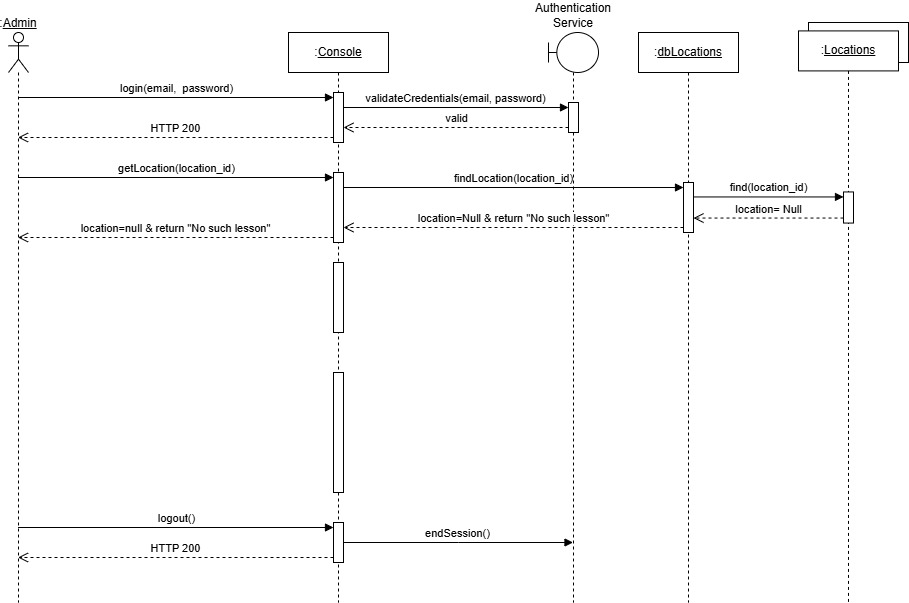 :Admin
:Console
Authentication
Service
:dbLocations
:Locations
login(email, password)
validateCredentials(email, password)
valid
HTTP 200
getLocation(location_id)
findLocation(location_id)
find(location_id)
location= Null
location=Null & return "No such lesson"
location=null & return "No such lesson"
logout()
endSession()
HTTP 200